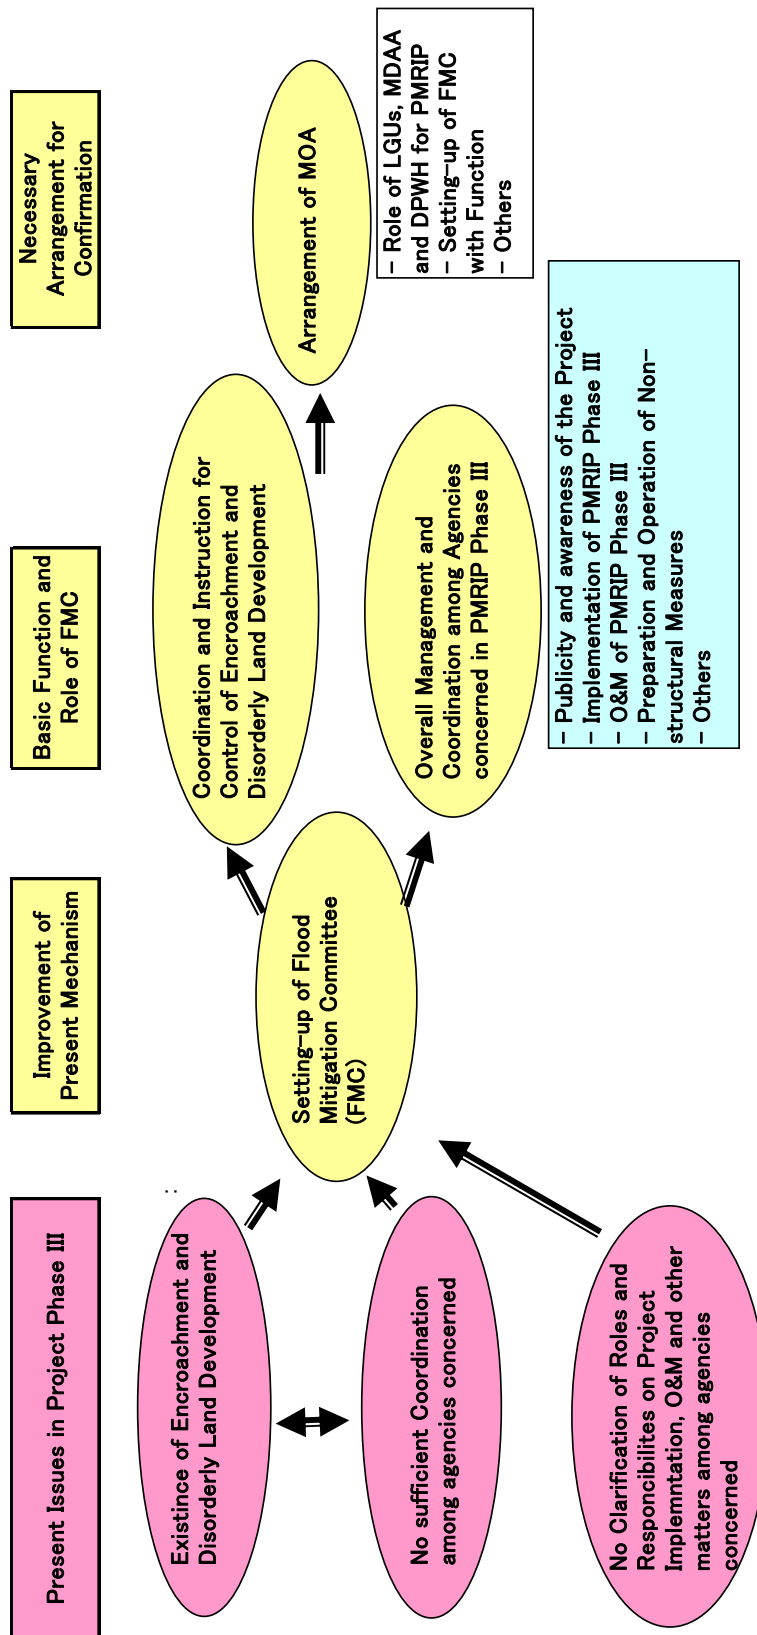 Present Issues in Project Phase III
Improvement of
Present Mechanism
Basic Function and
Role of FMC
Necessary
Arrangement for
Confirmation
:
Existince of Encroachment and
Disorderly Land Development
No sufficient Coordination
among agencies concerned
No Clarification of Roles and
Responcibilites on Project
Implemntation, O&M and other
matters among agencies
concerned
Setting-up of Flood
Mitigation Committee
(FMC)
Coordination and Instruction for
Control of Encroachment and
Disorderly Land Development
Overall Management and
Coordination among Agencies
concerned in PMRIP Phase III
- Publicity and awareness of the Project
- Implementation of PMRIP Phase III
- O&M of PMRIP Phase III
- Preparation and Operation of Non-
structural Measures
- Others
Arrangement of MOA
- Role of LGUs, MDAA
and DPWH for PMRIP
- Setting-up of FMC
with Function
- Others